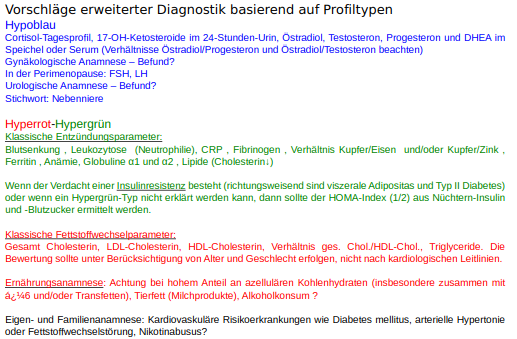 Vorschläge erweiterter Diagnostik basierend auf Profiltypen
Hypoblau
Cortisol-Tagesprofil, 17-OH-Ketosteroide im 24-Stunden-Urin, Östradiol, Testosteron, Progesteron und DHEA im
Speichel oder Serum (Verhältnisse Östradiol/Progesteron und Östradiol/Testosteron beachten)
Gynäkologische Anamnese – Befund?
In der Perimenopause: FSH, LH
Urologische Anamnese – Befund?
Stichwort: Nebenniere
Hyperrot-Hypergrün
Klassische Entzündungsparameter:
Blutsenkung , Leukozytose (Neutrophilie), CRP , Fibrinogen , Verhältnis Kupfer/Eisen und/oder Kupfer/Zink ,
Ferritin , Anämie, Globuline α1 und α2 , Lipide (Cholesterin↓)
Wenn der Verdacht einer Insulinresistenz besteht (richtungsweisend sind viszerale Adipositas und Typ II Diabetes)
oder wenn ein Hypergrün-Typ nicht erklärt werden kann, dann sollte der HOMA-Index (1/2) aus Nüchtern-Insulin
und -Blutzucker ermittelt werden.
Klassische Fettstoffwechselparameter:
Gesamt Cholesterin, LDL-Cholesterin, HDL-Cholesterin, Verhältnis ges. Chol./HDL-Chol., Triglyceride. Die
Bewertung sollte unter Berücksichtigung von Alter und Geschlecht erfolgen, nicht nach kardiologischen Leitlinien.
Ernährungsanamnese: Achtung bei hohem Anteil an azellulären Kohlenhydraten (insbesondere zusammen mit
á¿¼6 und/oder Transfetten), Tierfett (Milchprodukte), Alkoholkonsum ?
Eigen- und Familienanamnese: Kardiovaskuläre Risikoerkrankungen wie Diabetes mellitus, arterielle Hypertonie
oder Fettstoffwechselstörung, Nikotinabusus?